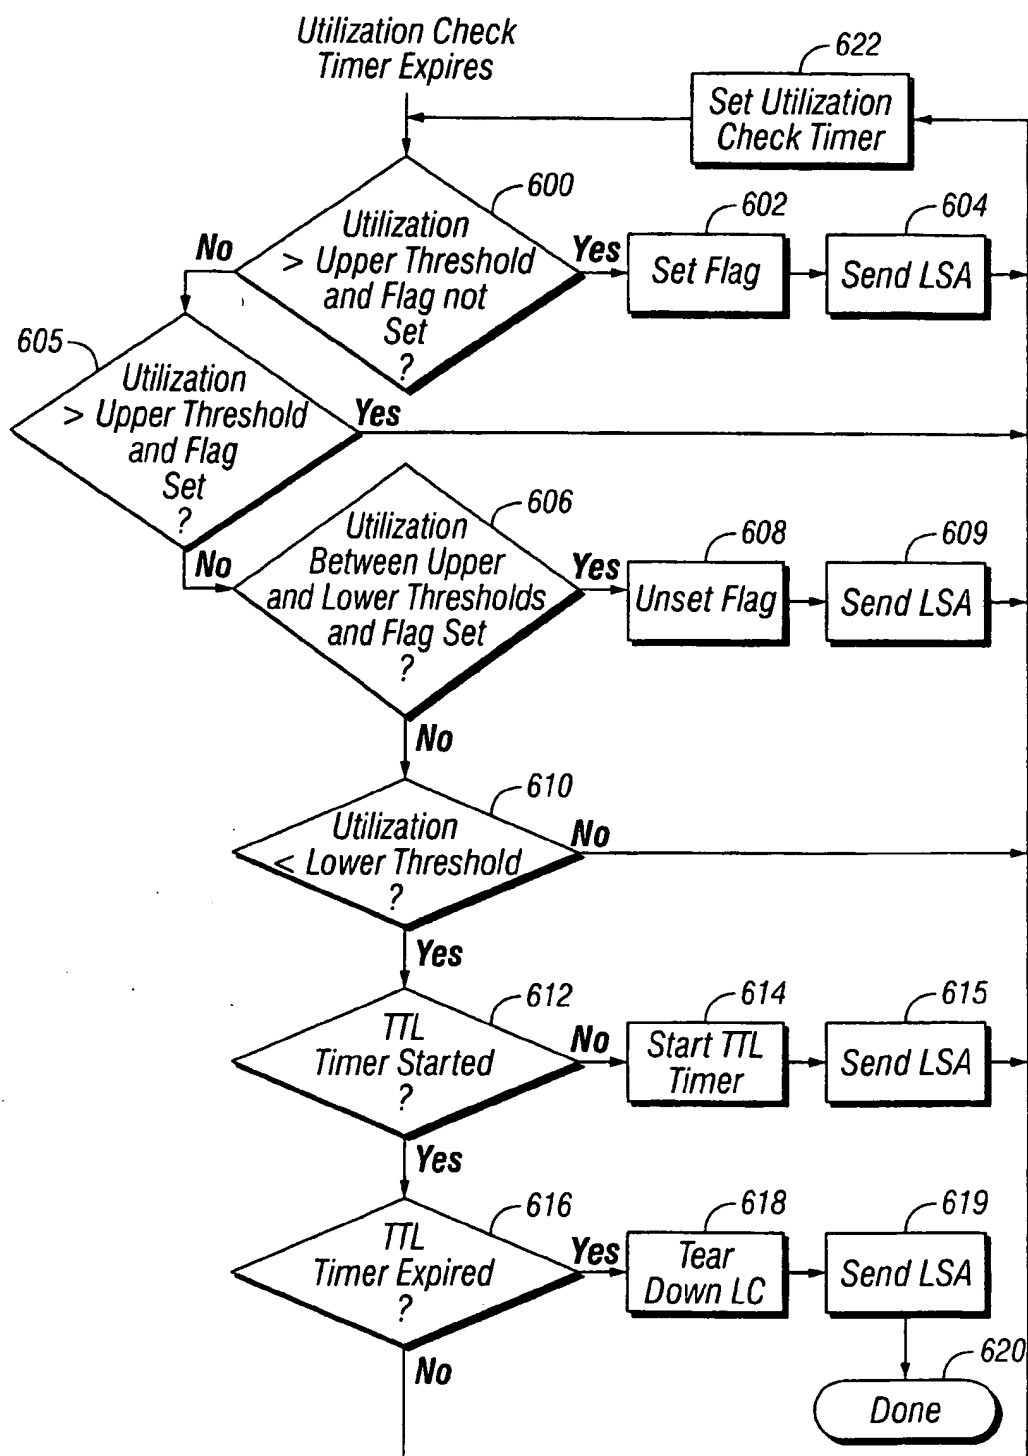 Utilization Check
Timer Expires
622
Set Utilization
Check Timer
600
Utilization
> Upper Threshold
and Flag not
Set
?
No
Yes
602
Set Flag
604
Send LSA
605
Utilization
> Upper Threshold
and Flag
Set
?
Yes
No
606
Utilization
Between Upper
and Lower Thresholds
and Flag Set
?
Yes
608
Unset Flag
609
Send LSA
No
610
Utilization
< Lower Threshold
?
No
Yes
612
TTL
Timer Started
?
No
614
Start TTL
Timer
615
Send LSA
Yes
616
TTL
Timer Expired
?
Yes
618
Tear
Down LC
619
Send LSA
No
620
Done